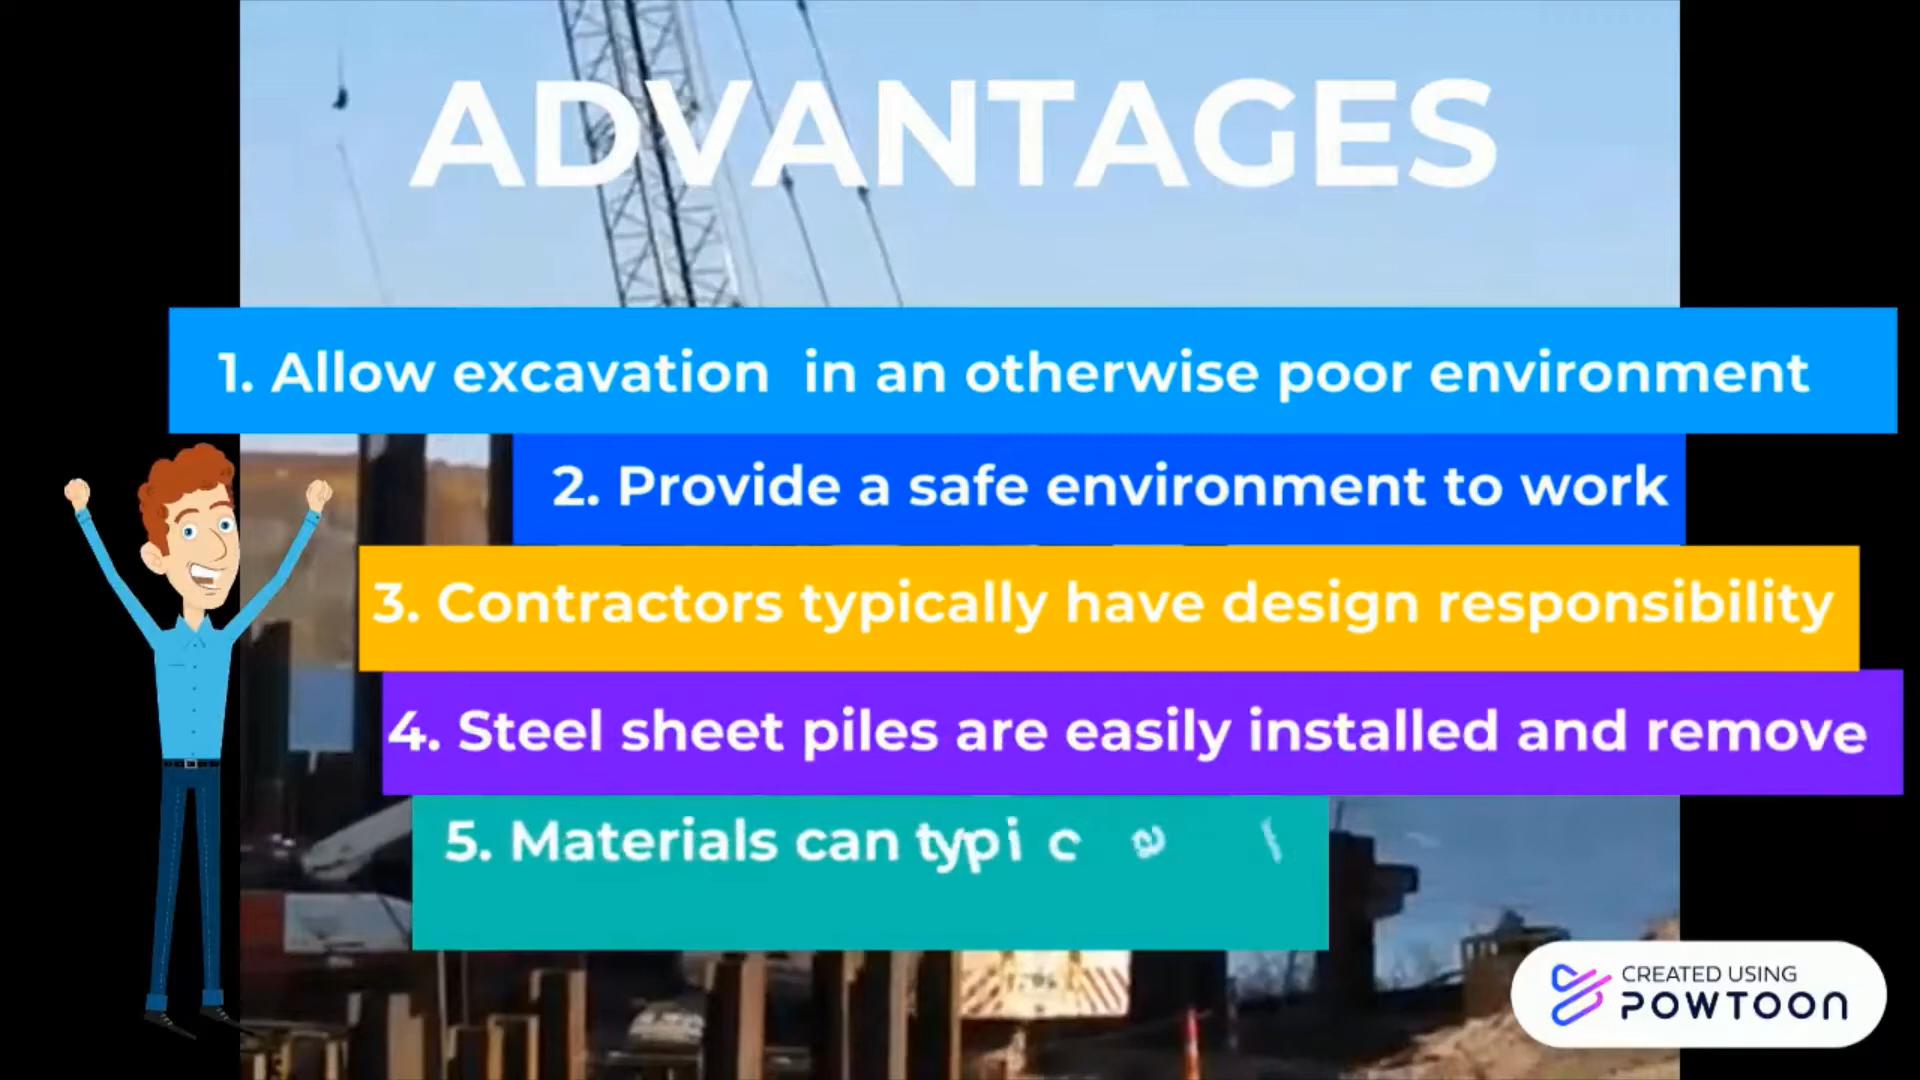 ADVANTAGES
1. Allow excavation in an otherwise poor environment
2. Provide a safe environment to work
3. Contractors typically have design responsibility
4. Steel sheet piles are easily installed and remove
5. Materials can typical
CREATED USING
POWTOON